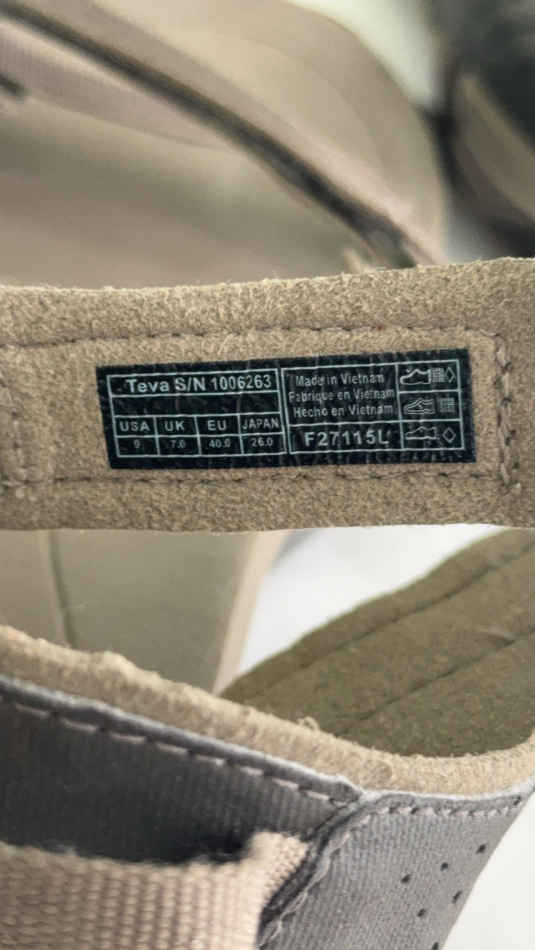 Teva S/N 1006263
USA UK EU JAPAN
9 7.0 40.0 26.0
Made in Vietnam
Fabriqué en Vietnam
Hecho en Vietnam
F27115L